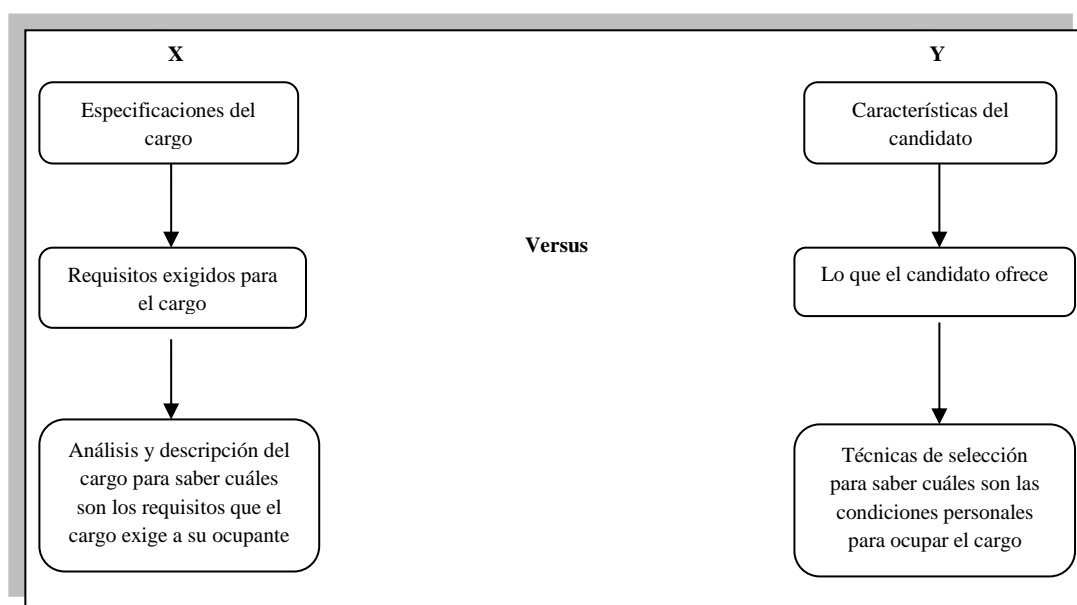 X
Especificaciones del
cargo
Requisitos exigidos para
el cargo
Análisis y descripción del
cargo para saber cuáles
son los requisitos que el
cargo exige a su ocupante
Versus
Y
Características del
candidato
Lo que el candidato ofrece
Técnicas de selección
para saber cuáles son las
condiciones personales
para ocupar el cargo